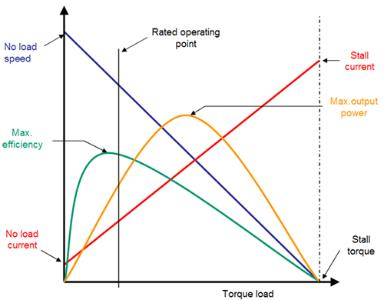 No load
speed
Rated operating
point
Stall
current
Max.output
power
Max.
efficiency
No load
current
Stall
torque
Torque load